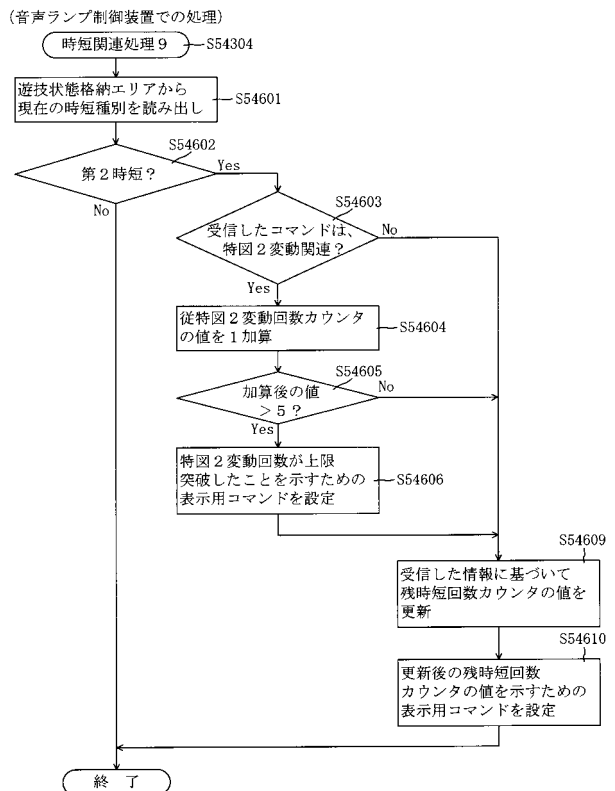 (音声ランプ制御装置での処理)
時短関連処理9
S54304
遊技状態格納エリアから
現在の時短種別を読み出し
S54601
S54602
第2時短?
Yes
No
S54603
受信したコマンドは、
特図2変動関連?
No
Yes
従特図2変動回数カウンタ
の値を1加算
S54604
S54605
加算後の値
>5?
No
Yes
特図2変動回数が上限
突破したことを示すための
表示用コマンドを設定
S54606
S54609
受信した情報に基づいて
残時短回数カウンタの値を
更新
S54610
更新後の残時短回数
カウンタの値を示すための
表示用コマンドを設定
終 了